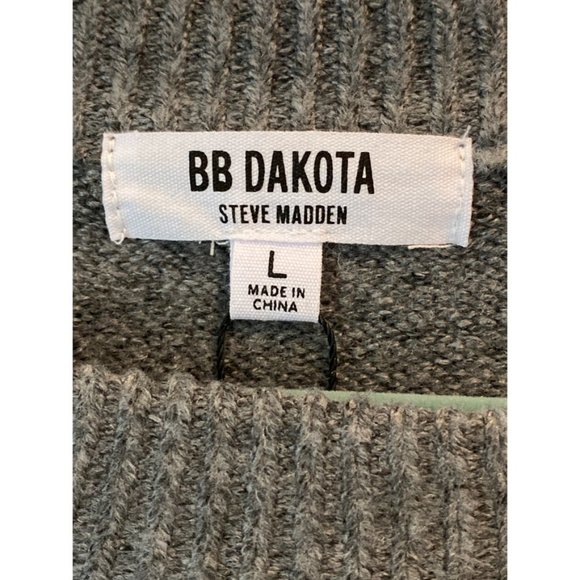 BB DAKOTA
STEVE MADDEN
L
MADE IN
CHINA